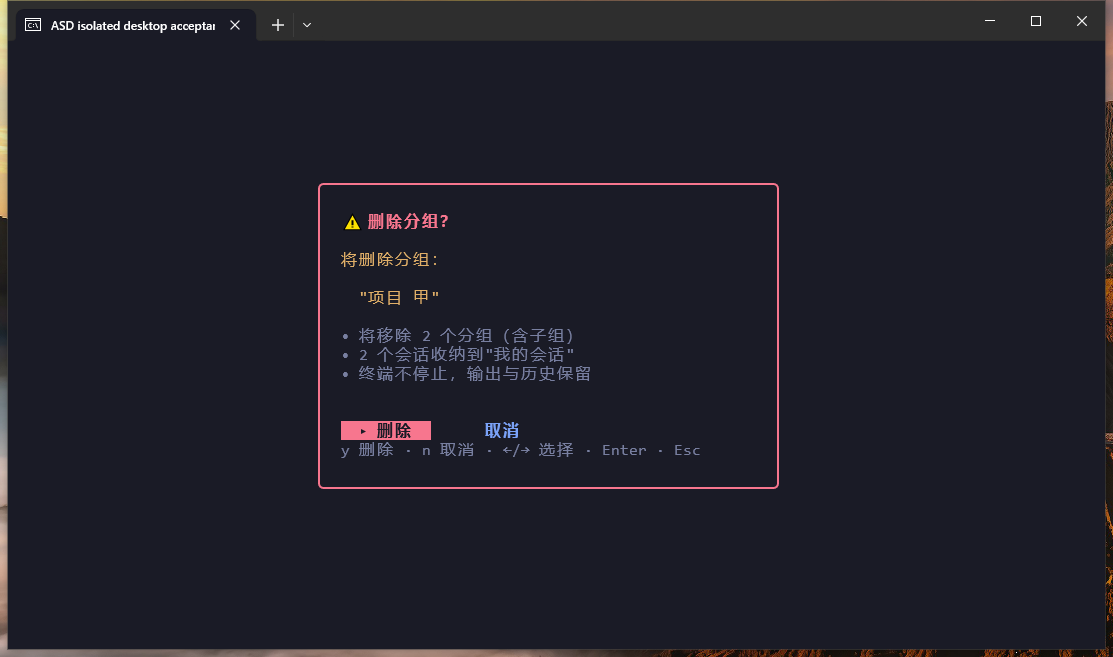 ASD isolated desktop acceptar
⚠ 删除分组?
将删除分组:
"项目 甲"
• 将移除 2 个分组 (含子组)
• 2 个会话收纳到"我的会话"
• 终端不停止, 输出与历史保留
▸ 删除 取消
y 删除 · n 取消 · ←/→ 选择 · Enter · Esc